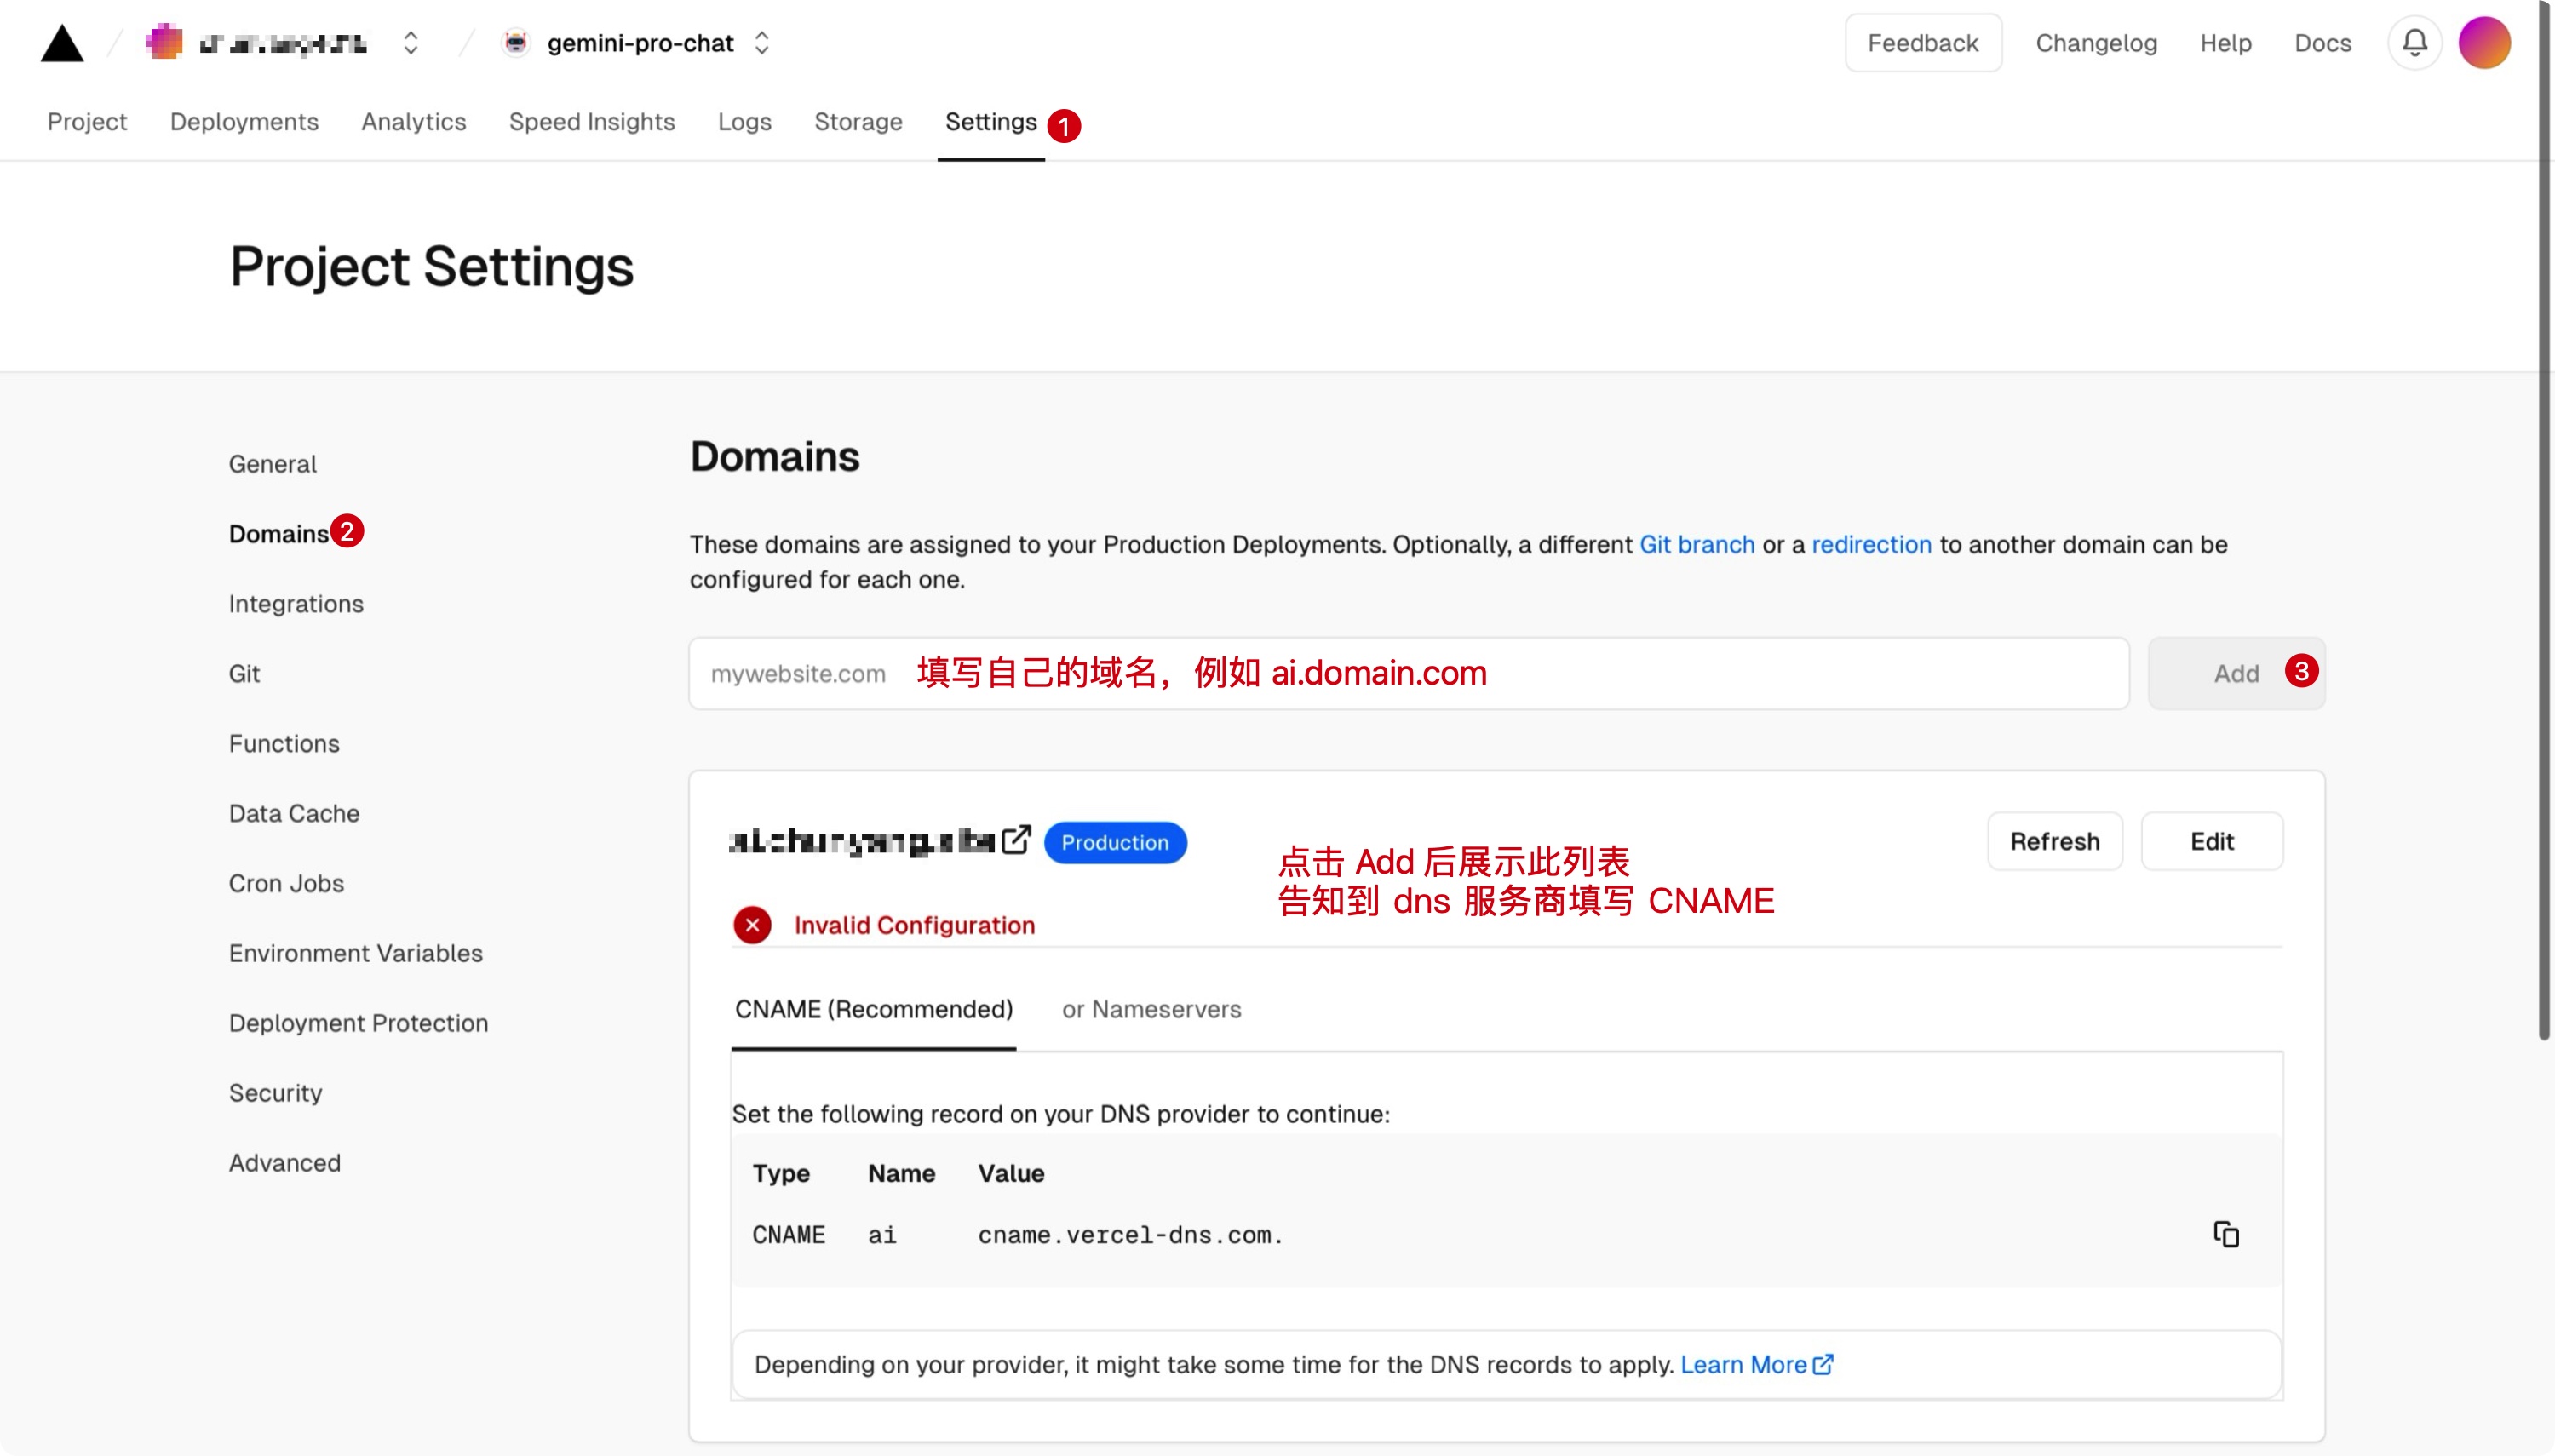 gemini-pro-chat
Feedback
Changelog
Help
Docs
Project
Deployments
Analytics
Speed Insights
Logs
Storage
Settings
1
Project Settings
General
Domains
2
Integrations
Git
Functions
Data Cache
Cron Jobs
Environment Variables
Deployment Protection
Security
Advanced
Domains
These domains are assigned to your Production Deployments. Optionally, a different Git branch or a redirection to another domain can be
configured for each one.
mywebsite.com
填写自己的域名，例如 ai.domain.com
Add
3
Production
Refresh
Edit
点击 Add 后展示此列表
告知到 dns 服务商填写 CNAME
Invalid Configuration
CNAME (Recommended)
or Nameservers
Set the following record on your DNS provider to continue:
Type Name Value
CNAME ai cname.vercel-dns.com.
Depending on your provider, it might take some time for the DNS records to apply. Learn More